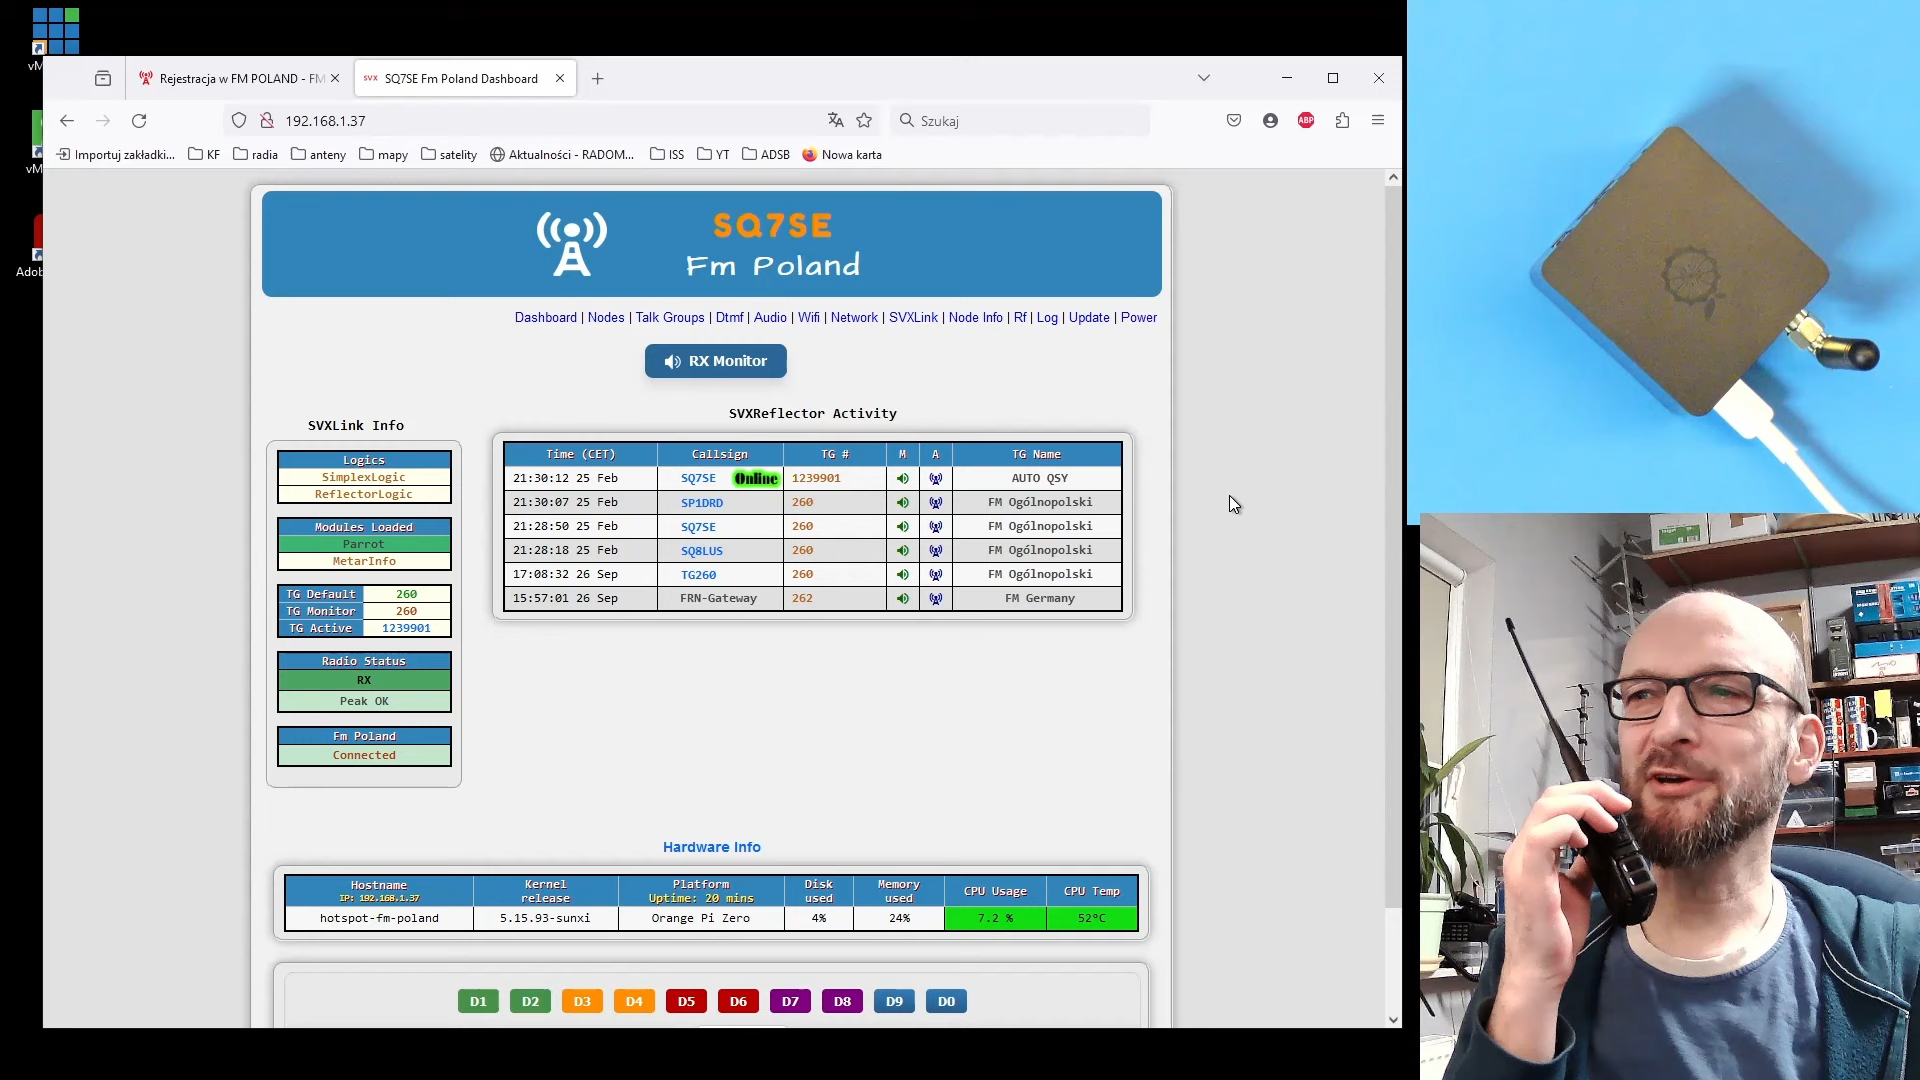 Rejestracja w FM POLAND - FM
SVX SQ7SE Fm Poland Dashboard
192.168.1.37
Szukaj
ABP
Importuj zakładki...
KF
radia
anteny
mapy
satelity
Aktualności - RADOM...
ISS
YT
ADSB
Nowa karta
vM
vM
Adob
SQ7SE
Fm Poland
Dashboard | Nodes | Talk Groups | Dtmf | Audio | Wifi | Network | SVXLink | Node Info | Rf | Log | Update | Power
RX Monitor
SVXLink Info
Logics
SimplexLogic
ReflectorLogic
Modules Loaded
Parrot
MetarInfo
TG Default 260
TG Monitor 260
TG Active 1239901
Radio Status
RX
Peak OK
Fm Poland
Connected
SVXReflector Activity
Time (CET) Callsign TG # M A TG Name
21:30:12 25 Feb SQ7SE Online 1239901 AUTO QSY
21:30:07 25 Feb SP1DRD 260 FM Ogólnopolski
21:28:50 25 Feb SQ7SE 260 FM Ogólnopolski
21:28:18 25 Feb SQ8LUS 260 FM Ogólnopolski
17:08:32 26 Sep TG260 260 FM Ogólnopolski
15:57:01 26 Sep FRN-Gateway 262 FM Germany
Hardware Info
Hostname Kernel Platform Disk Memory CPU Usage CPU Temp
IP: 192.168.1.37 release Uptime: 20 mins used used
hotspot-fm-poland 5.15.93-sunxi Orange Pi Zero 4% 24% 7.2 % 52°C
D1 D2 D3 D4 D5 D6 D7 D8 D9 D0